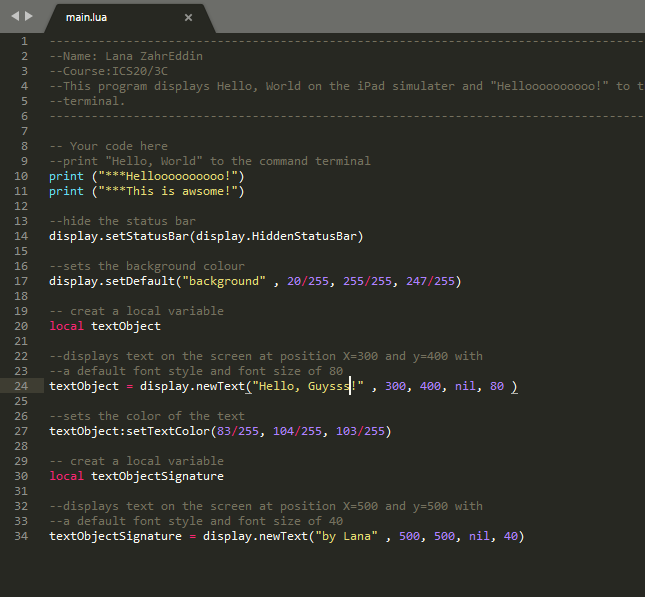 main.lua
1 ------------------------------------------------------------------------------------
2 --Name: Lana ZahrEddin
3 --Course:ICS20/3C
4 --This program displays Hello, World on the iPad simulater and "Helloooooooooo!" to t
5 --terminal.
6 ------------------------------------------------------------------------------------
7
8 -- Your code here
9 --print "Hello, World" to the command terminal
10 print ("***Helloooooooooo!")
11 print ("***This is awsome!")
12
13 --hide the status bar
14 display.setStatusBar(display.HiddenStatusBar)
15
16 --sets the background colour
17 display.setDefault("background" , 20/255, 255/255, 247/255)
18
19 -- creat a local variable
20 local textObject
21
22 --displays text on the screen at position X=300 and y=400 with
23 --a default font style and font size of 80
24 textObject = display.newText("Hello, Guysss!" , 300, 400, nil, 80 )
25
26 --sets the color of the text
27 textObject:setTextColor(83/255, 104/255, 103/255)
28
29 -- creat a local variable
30 local textObjectSignature
31
32 --displays text on the screen at position X=500 and y=500 with
33 --a default font style and font size of 40
34 textObjectSignature = display.newText("by Lana" , 500, 500, nil, 40)